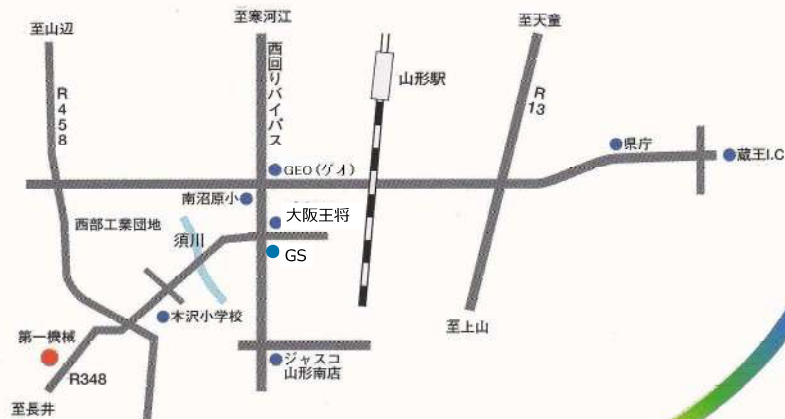 至山辺
至寒河江
至天童
R458
西回りバイパス
山形駅
R13
県庁
蔵王I.C
GEO(ゲオ)
南沼原小
大阪王将
西部工業団地
須川
GS
本沢小学校
至上山
第一機械
ジャスコ
山形南店
R348
至長井